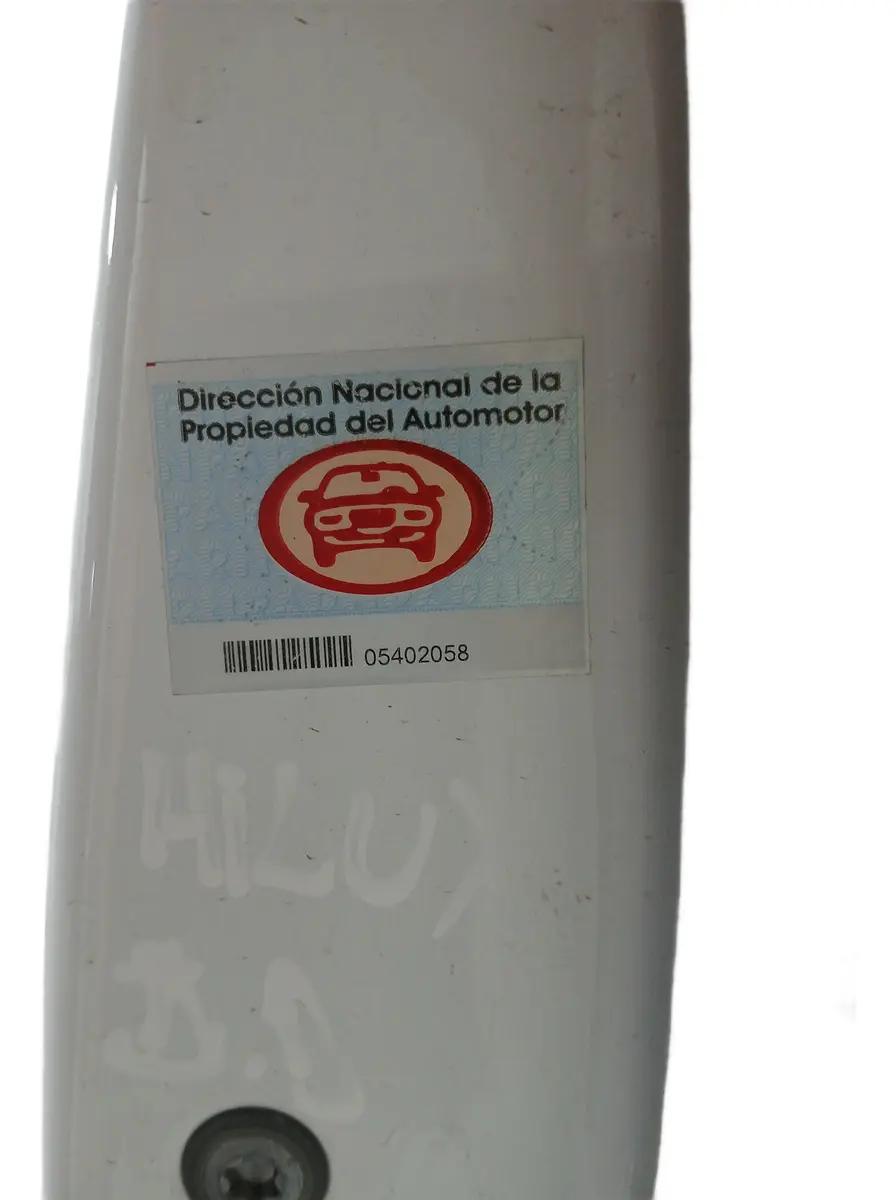 Dirección Nacional de la
Propiedad del Automotor
05402058
HiLUX